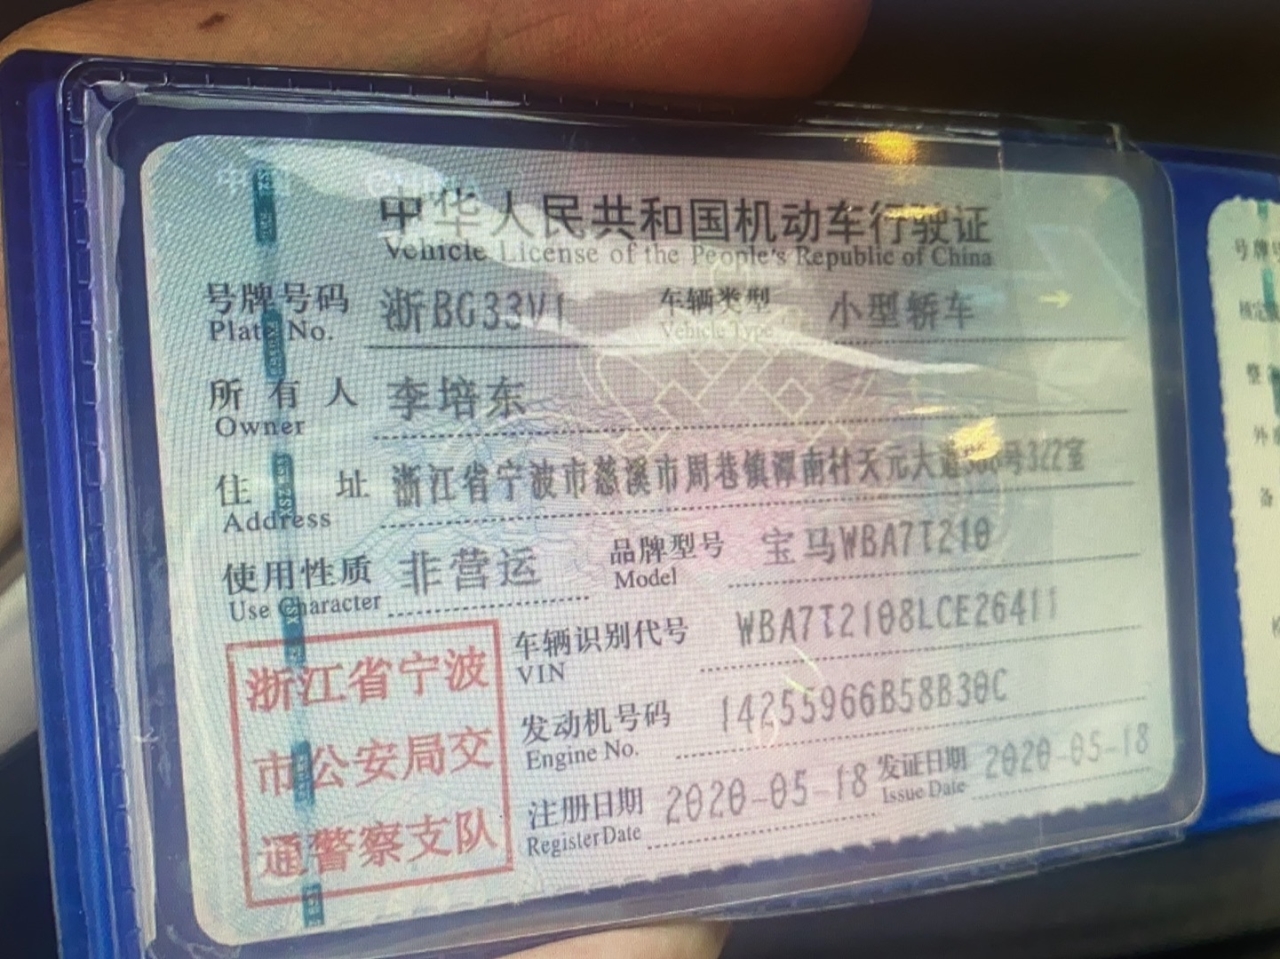 中华人民共和国机动车行驶证
Vehicle License of the People's Republic of China
号牌号码 浙BG33V1 车辆类型 小型轿车
Plate No. Vehicle Type
所有人 李培东
Owner
住址 浙江省宁波市慈溪市周巷镇潭南村天元大道号322室
Address
使用性质 非营运 品牌型号 宝马WBA7T210
Use Character Model
车辆识别代号 WBA7T2108LCE26411
VIN
发动机号码 14255966B58B30C
Engine No.
注册日期 2020-05-18 发证日期 2020-05-18
Register Date Issue Date
浙江省宁波
市公安局交
通警察支队
号牌